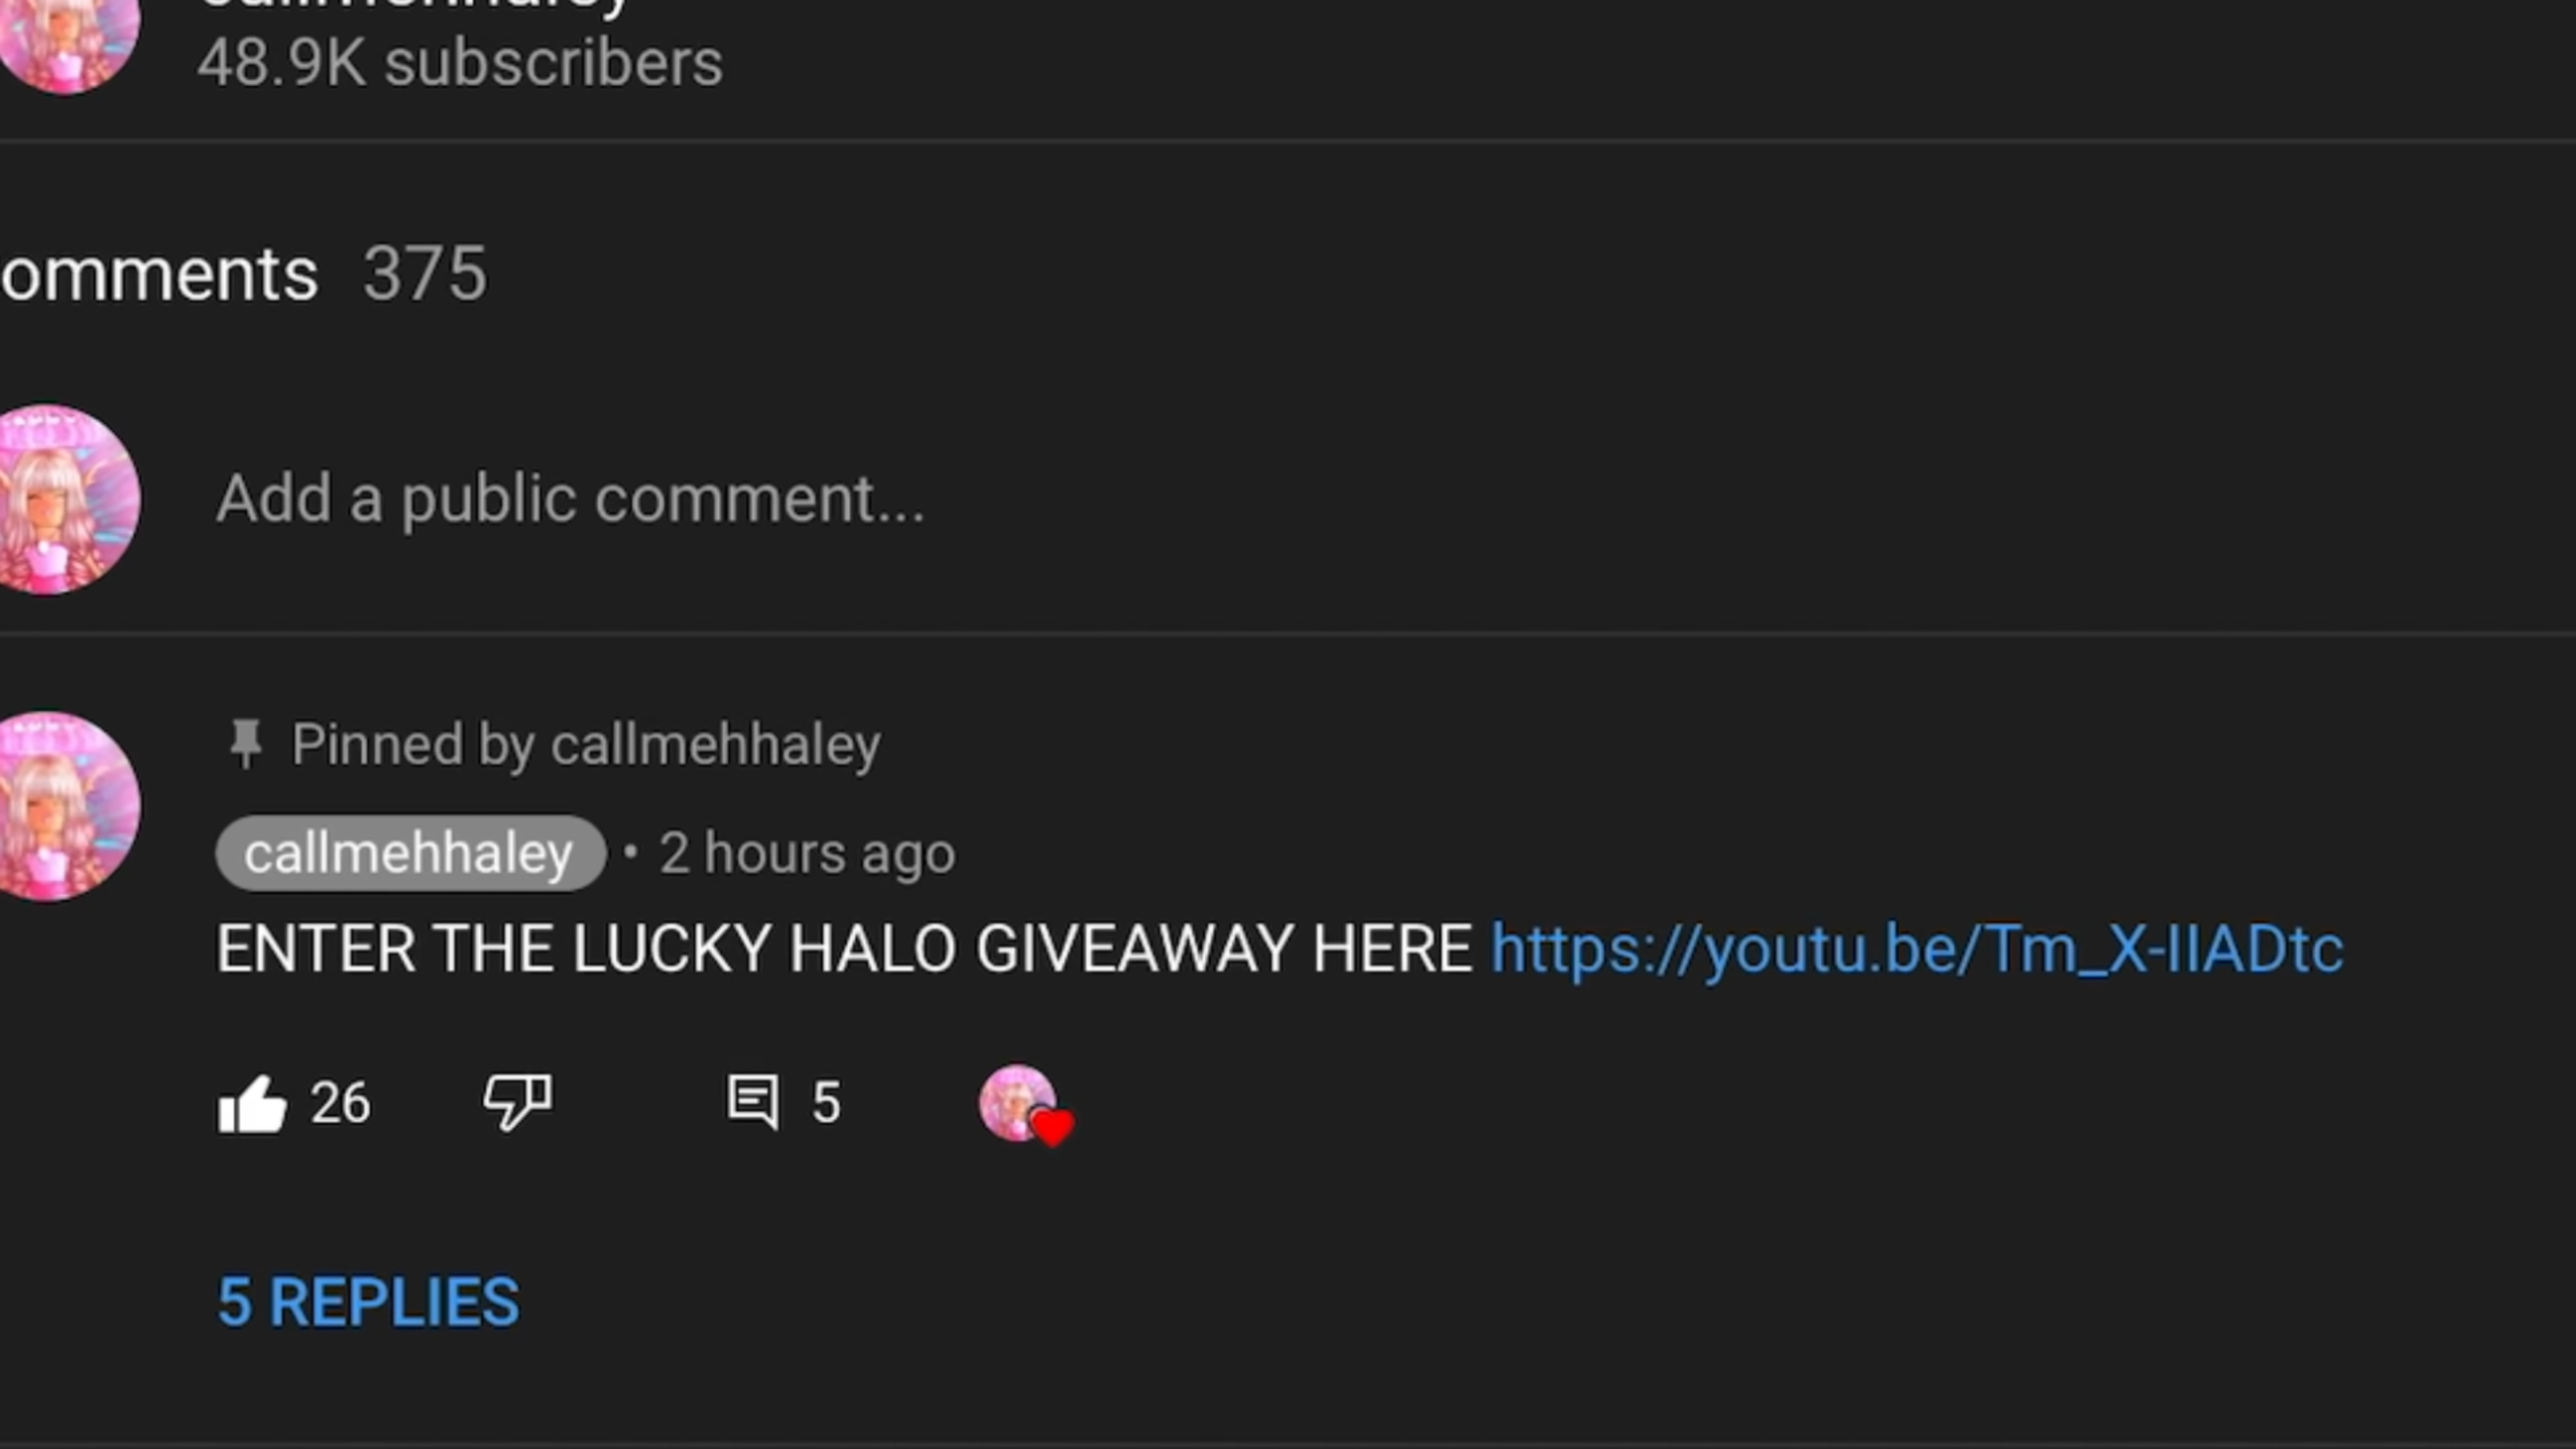 48.9K subscribers
omments 375
Add a public comment...
Pinned by callmehhaley
callmehhaley • 2 hours ago
ENTER THE LUCKY HALO GIVEAWAY HERE https://youtu.be/Tm_X-IIADtc
26 5
5 REPLIES